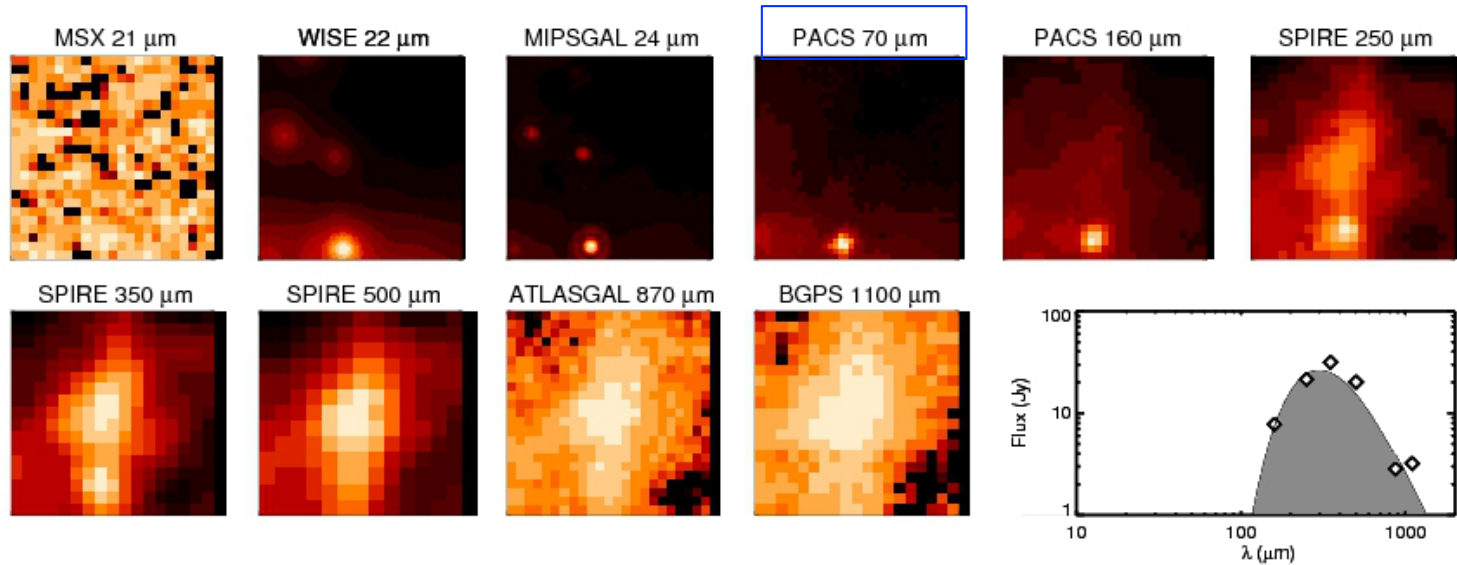 MSX 21 μm
WISE 22 μm
MIPSGAL 24 μm
PACS 70 μm
PACS 160 μm
SPIRE 250 μm
SPIRE 350 μm
SPIRE 500 μm
ATLASGAL 870 μm
BGPS 1100 μm
100
10
1
Flux (Jy)
10
100
1000
λ (μm)